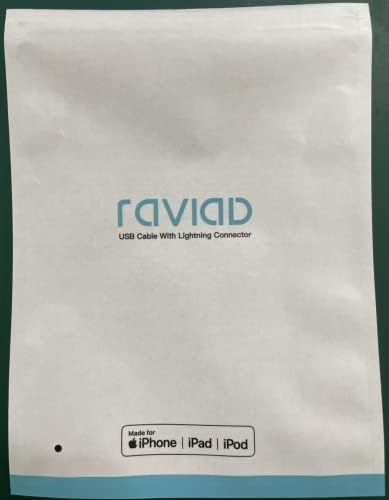 raviad
USB Cable With Lightning Connector
Made for
iPhone | iPad | iPod